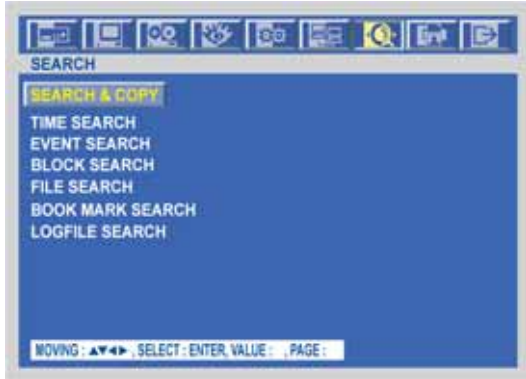 SEARCH
SEARCH & COPY
TIME SEARCH
EVENT SEARCH
BLOCK SEARCH
FILE SEARCH
BOOK MARK SEARCH
LOGFILE SEARCH
MOVING : ▲▼◀▶ , SELECT : ENTER, VALUE : , PAGE :